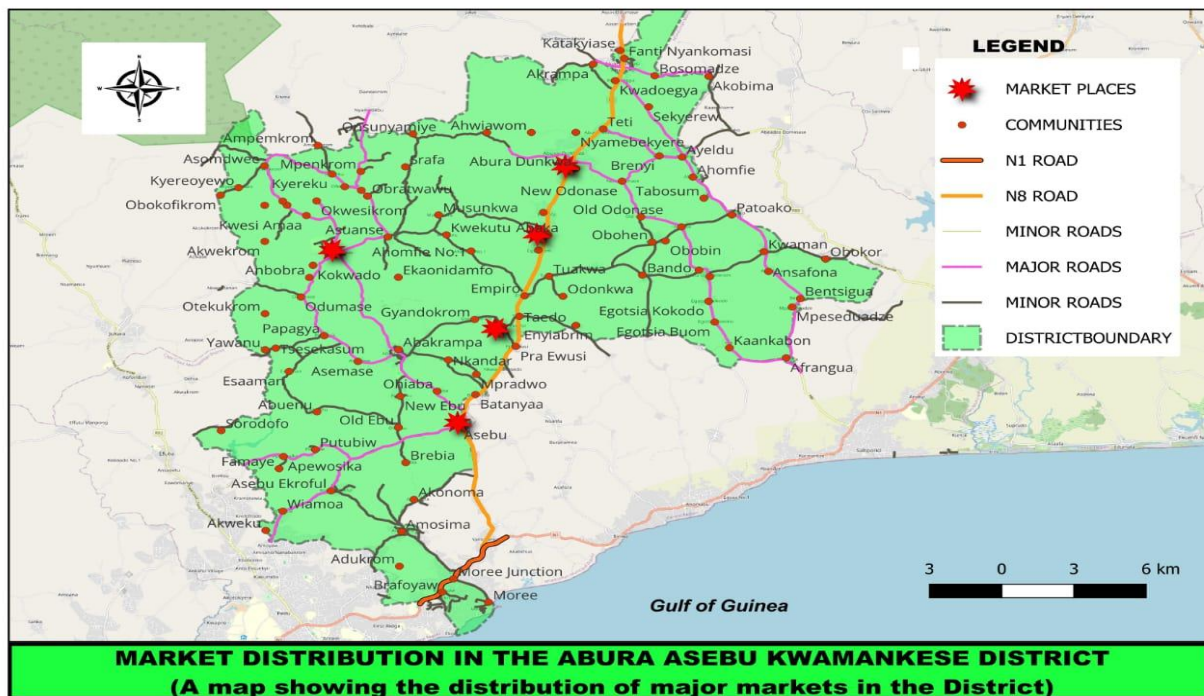 Katakyiase
Fanti Nyankomasi
Akrampa
Bosomadze
Kwadoegya
Akobima
Sekyerew
Teti
Ahwiawom
Ampemkrom
Nyamebekyere
Ayeldu
Asomdwee
Mpenkrom
Srafa
Abura Dunkwa
Brenyi
Ahomfie
Kyereoyewo
Kyereku
Obratwawu
New Odonase
Tabosum
Obokofikrom
Okwesikrom
Musunkwa
Old Odonase
Patoako
Kwesi Amaa
Asuanse
Kwekutu
Obohen
Akwekrom
Ahomfie No.1
Obobin
Kwaman
Obokor
Anbobra
Kokwado
Ekaonidamfo
Tuakwa
Bando
Ansafona
Otekukrom
Odumase
Empiro
Odonkwa
Bentsigua
Papagya
Gyandokrom
Taedo
Egotsia Kokodo
Mpeseduadze
Yawanu
Tsesekasum
Abakrampa
Enyiabrim
Egotsia Buom
Esaaman
Asemase
Nkandar
Pra Ewusi
Kaankabon
Afrangua
Abuenu
Ohiaba
Mpradwo
New Ebo
Batanyaa
Sorodofo
Old Ebu
Asebu
Putubiw
Famaye
Apewosika
Brebia
Asebu Ekroful
Wiamoa
Akonoma
Akweku
Amosima
Adukrom
Moree Junction
Brafoyaw
Moree
Saltpond
Gulf of Guinea
LEGEND
MARKET PLACES
COMMUNITIES
N1 ROAD
N8 ROAD
MINOR ROADS
MAJOR ROADS
MINOR ROADS
DISTRICTBOUNDARY
3 0 3 6 km
MARKET DISTRIBUTION IN THE ABURA ASEBU KWAMANKESE DISTRICT
(A map showing the distribution of major markets in the District)